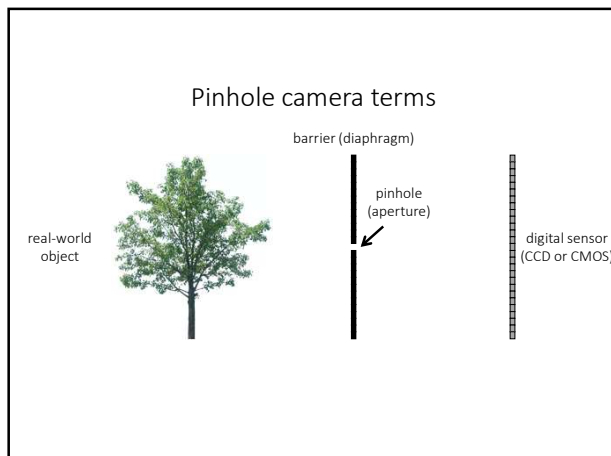 Pinhole camera terms
barrier (diaphragm)
pinhole
(aperture)
real-world
object
digital sensor
(CCD or CMOS)